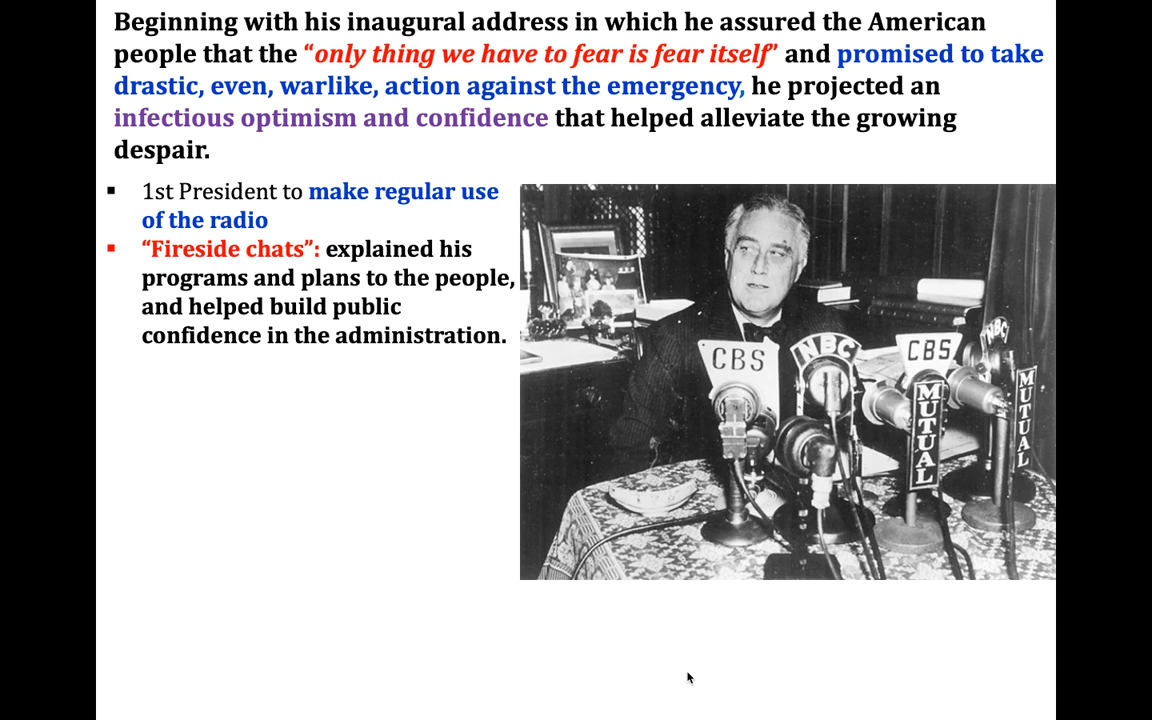 Beginning with his inaugural address in which he assured the American
people that the “only thing we have to fear is fear itself” and promised to take
drastic, even, warlike, action against the emergency, he projected an
infectious optimism and confidence that helped alleviate the growing
despair.
▪ 1st President to make regular use
of the radio
▪ “Fireside chats”: explained his
programs and plans to the people,
and helped build public
confidence in the administration.
CBS
NBC
CBS
NBC
MUTUAL
MUTUAL